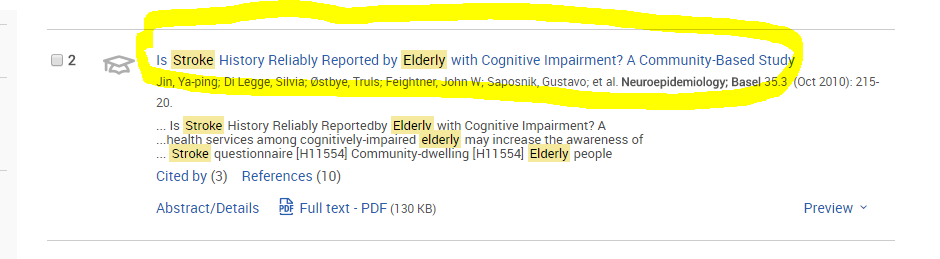 2
Is Stroke History Reliably Reported by Elderly with Cognitive Impairment? A Community-Based Study
Jin, Ya-ping; Di Legge, Silvia; Østbye, Truls; Feightner, John W; Saposnik, Gustavo; et al. Neuroepidemiology; Basel 35.3 (Oct 2010): 215-
20.
... Is Stroke History Reliably Reportedby Elderly with Cognitive Impairment? A
...health services among cognitively-impaired elderly may increase the awareness of
... Stroke questionnaire [H11554] Community-dwelling [H11554] Elderly people
Cited by (3) References (10)
Abstract/Details PDF Full text - PDF (130 KB) Preview